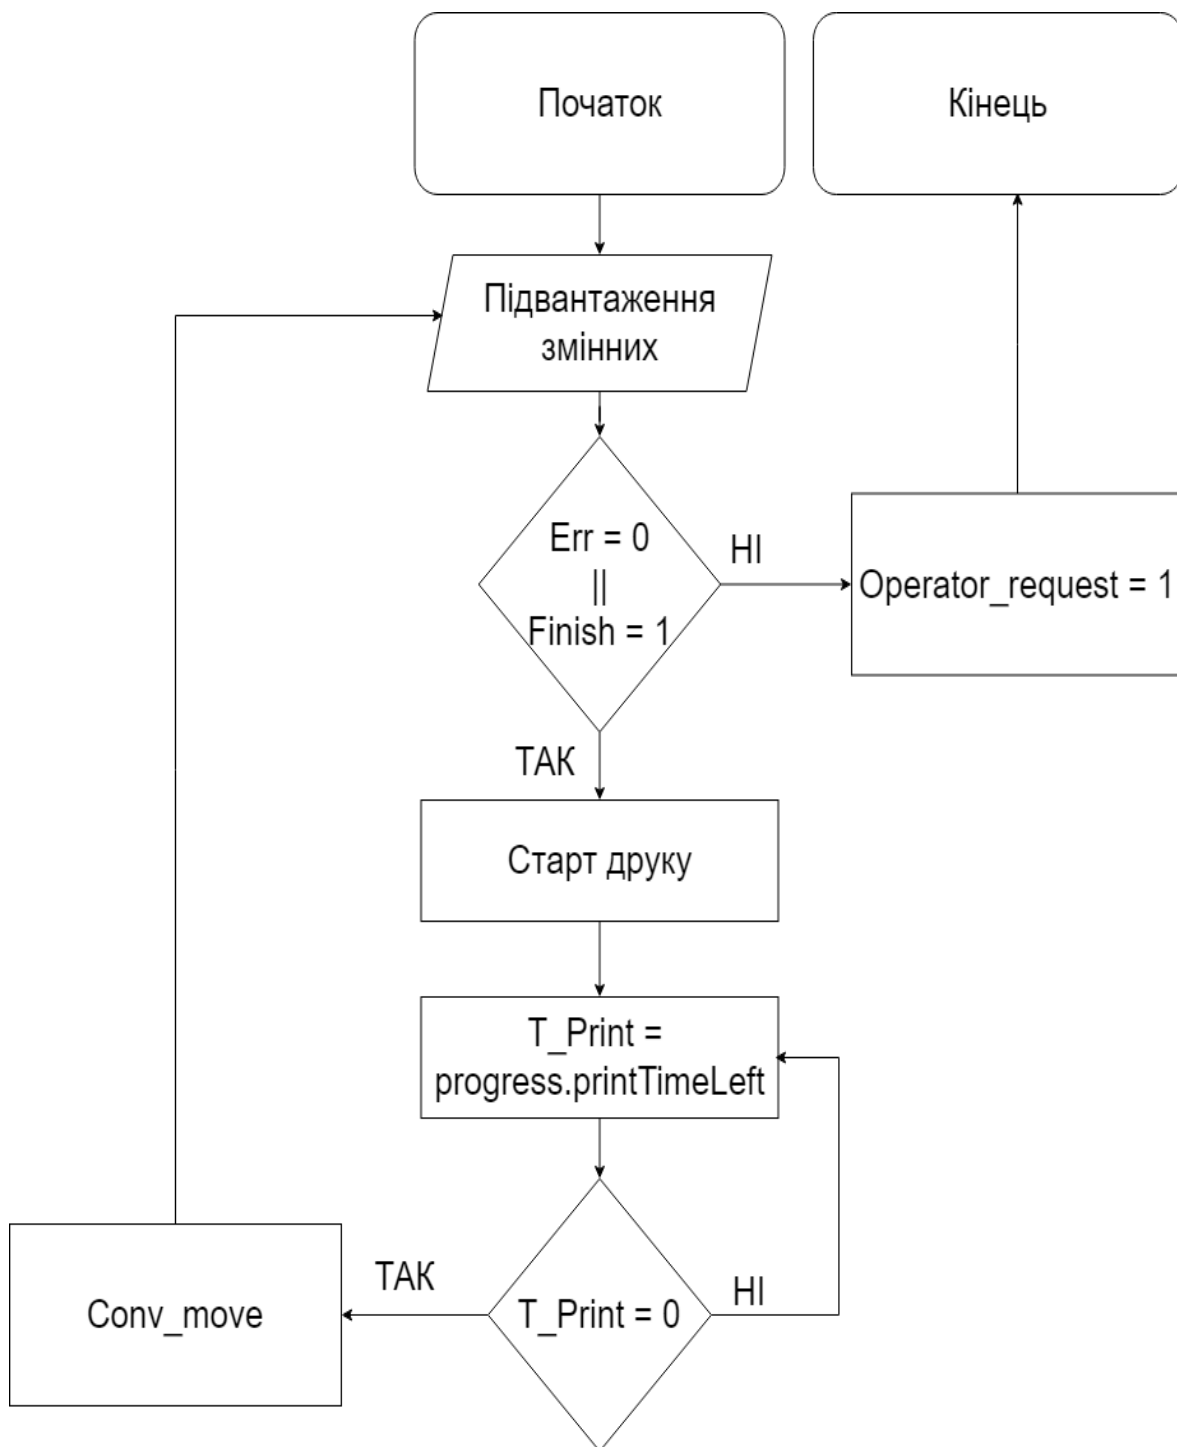 Початок
Кінець
Підвантаження
змінних
Err = 0
||
Finish = 1
НІ
Operator_request = 1
ТАК
Старт друку
T_Print =
progress.printTimeLeft
T_Print = 0
ТАК
НІ
Conv_move